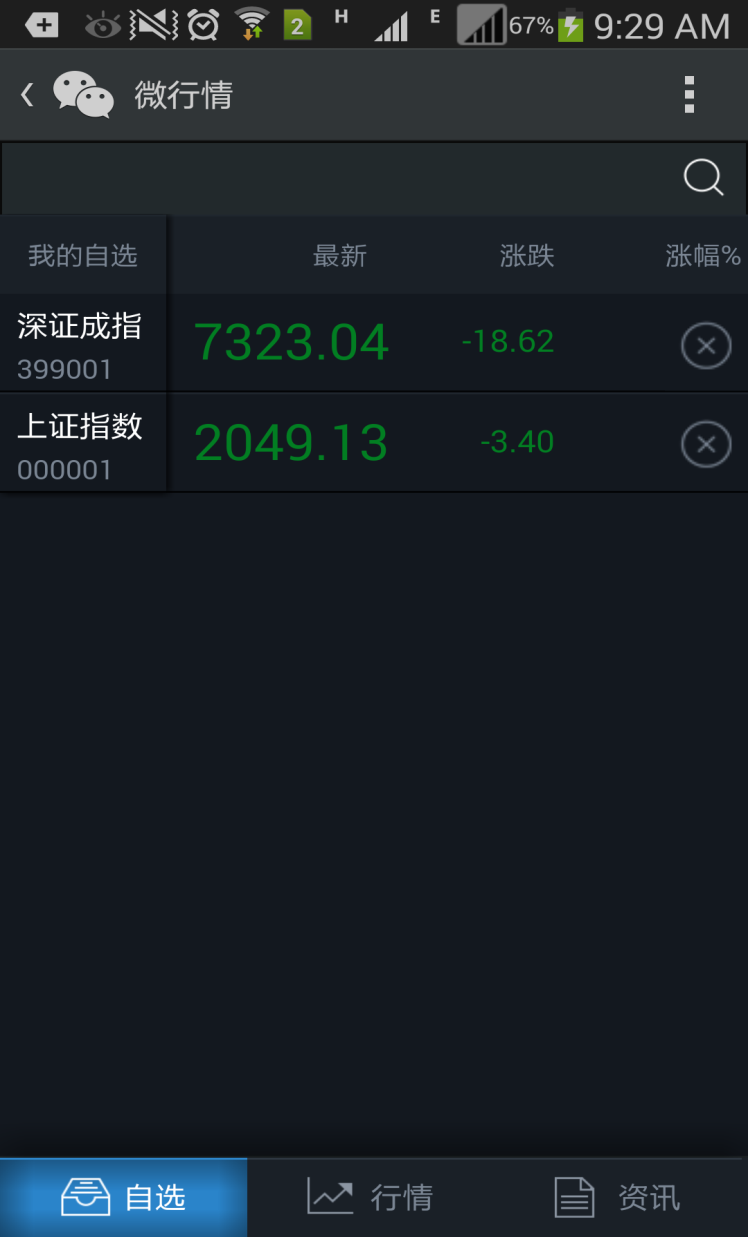 2 H E 67% 9:29 AM
微行情
我的自选 最新 涨跌 涨幅%
深证成指 7323.04 -18.62
399001
上证指数 2049.13 -3.40
000001
自选 行情 资讯